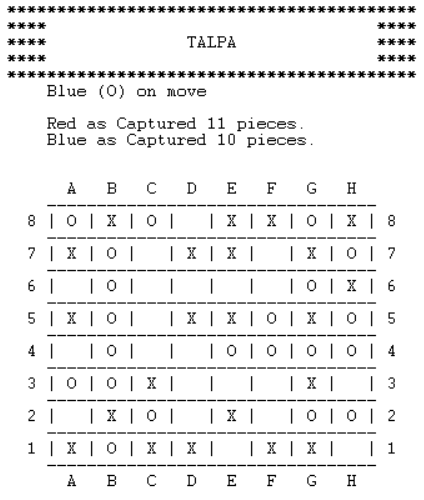 *****************************************
**** ****
**** TALPA ****
**** ****
*****************************************
Blue (O) on move
Red as Captured 11 pieces.
Blue as Captured 10 pieces.
A B C D E F G H
8 | O | X | O |   | X | X | O | X | 8
7 | X | O |   | X | X |   | X | O | 7
6 |   | O |   |   |   |   | O | X | 6
5 | X | O |   | X | X | O | X | O | 5
4 |   | O |   |   | O | O | O | O | 4
3 | O | O | X |   |   |   | X |   | 3
2 |   | X | O |   | X |   | O | O | 2
1 | X | O | X | X |   | X | X |   | 1
A B C D E F G H